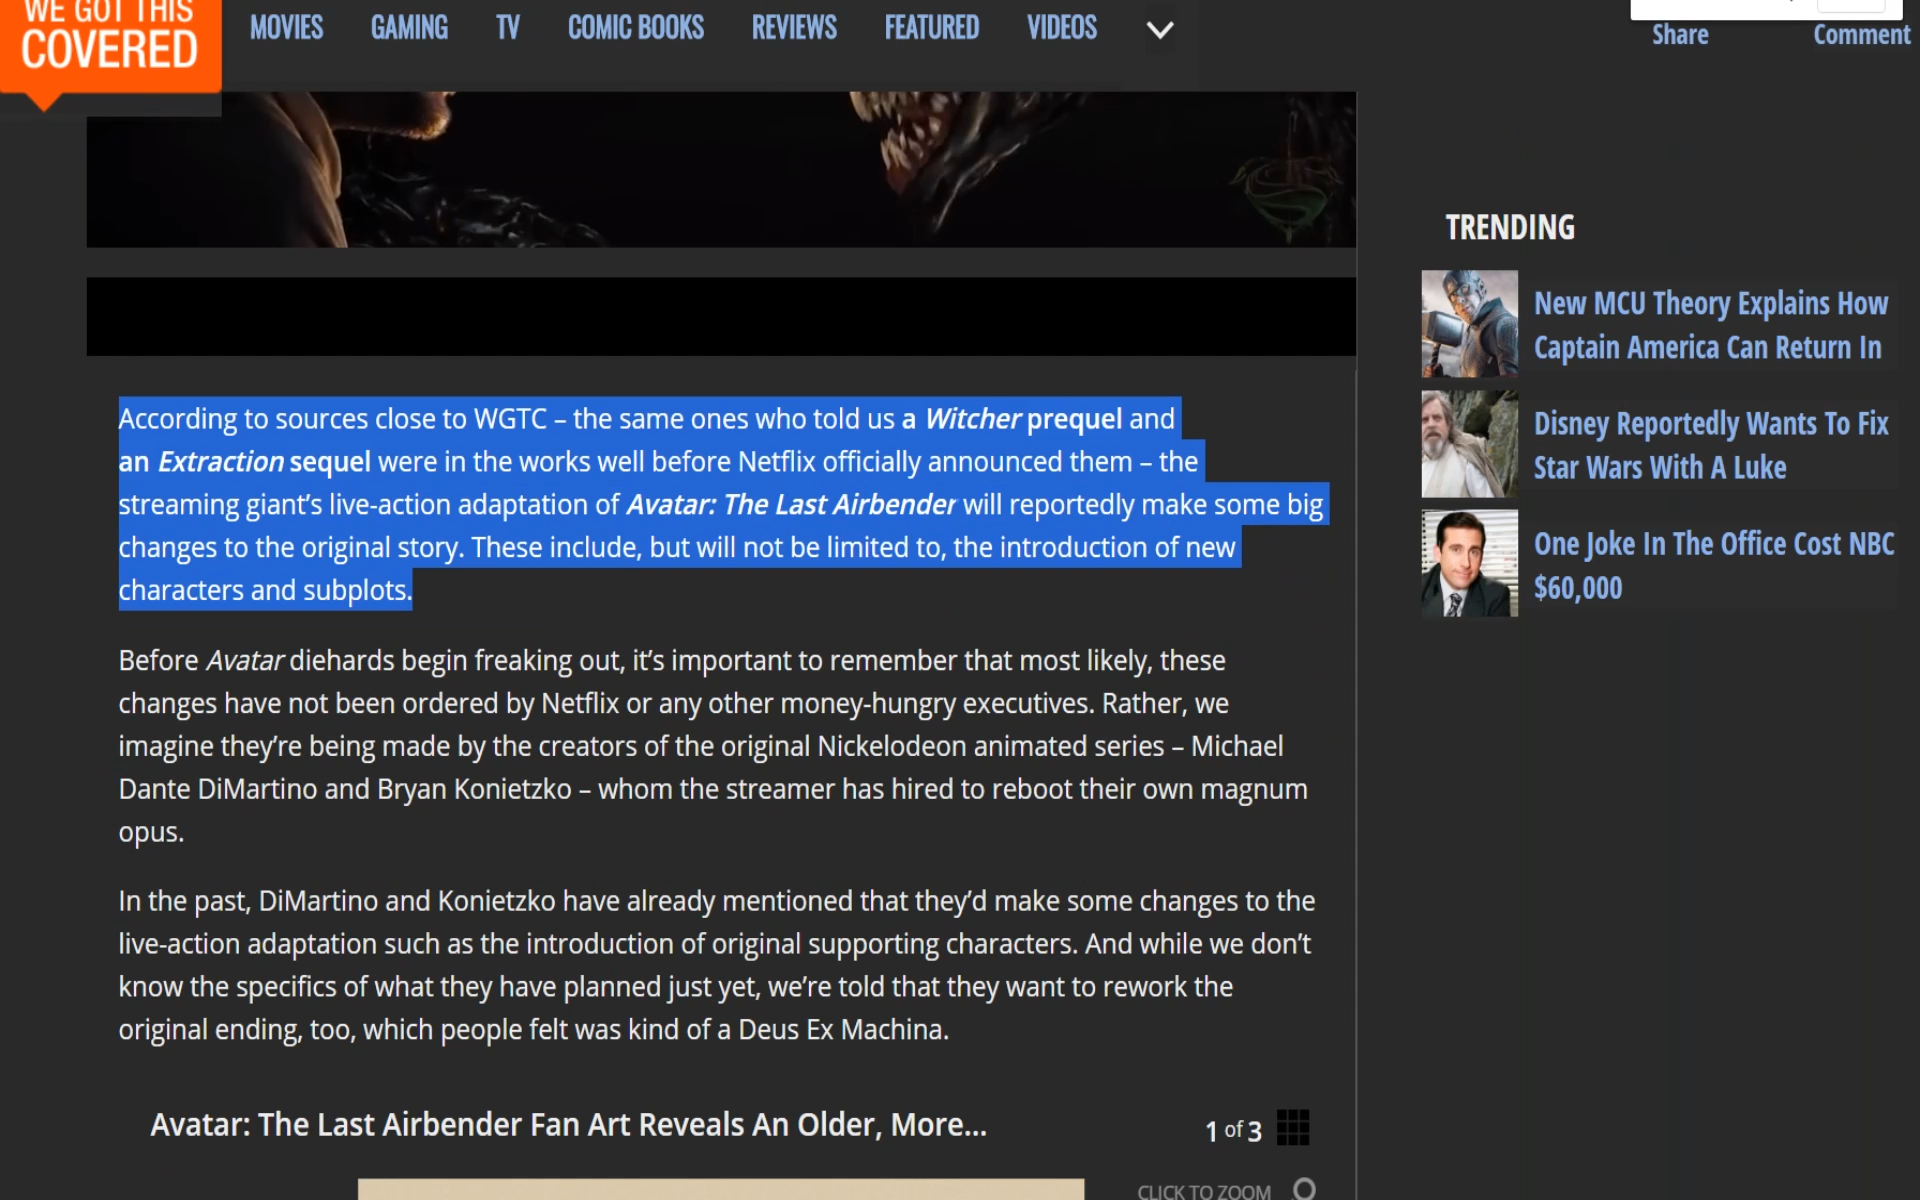 WE GOT THIS
COVERED
MOVIES GAMING TV COMIC BOOKS REVIEWS FEATURED VIDEOS
Share Comment
According to sources close to WGTC – the same ones who told us a Witcher prequel and
an Extraction sequel were in the works well before Netflix officially announced them – the
streaming giant's live-action adaptation of Avatar: The Last Airbender will reportedly make some big
changes to the original story. These include, but will not be limited to, the introduction of new
characters and subplots.
Before Avatar diehards begin freaking out, it's important to remember that most likely, these
changes have not been ordered by Netflix or any other money-hungry executives. Rather, we
imagine they're being made by the creators of the original Nickelodeon animated series – Michael
Dante DiMartino and Bryan Konietzko – whom the streamer has hired to reboot their own magnum
opus.
In the past, DiMartino and Konietzko have already mentioned that they'd make some changes to the
live-action adaptation such as the introduction of original supporting characters. And while we don't
know the specifics of what they have planned just yet, we're told that they want to rework the
original ending, too, which people felt was kind of a Deus Ex Machina.
Avatar: The Last Airbender Fan Art Reveals An Older, More...
1 of 3
CLICK TO ZOOM
TRENDING
New MCU Theory Explains How
Captain America Can Return In
Disney Reportedly Wants To Fix
Star Wars With A Luke
One Joke In The Office Cost NBC
$60,000